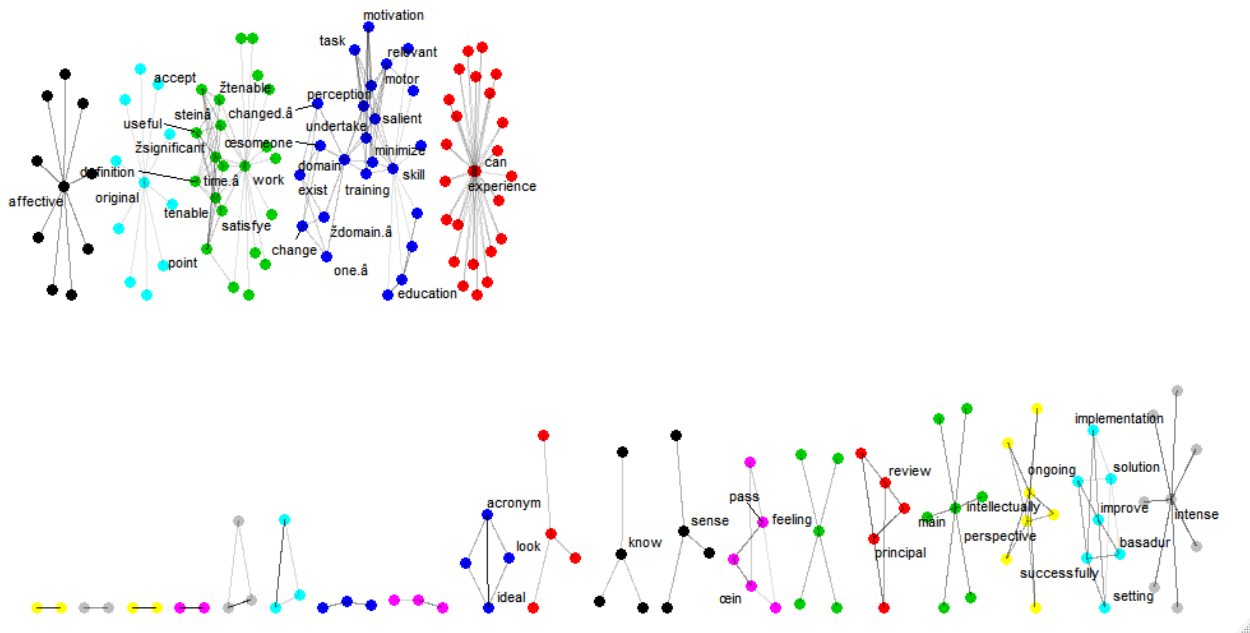 motivation
task
relevant
accept
žtenable
motor
perception
steinâ
changed.â
useful
salient
undertake
œsomeone
žsignificant
minimize
can
definition
domain
time.â
work
skill
affective
original
exist
training
experience
tenable
satisfye
ždomain.â
change
point
one.â
education
implementation
review
ongoing
solution
acronym
pass
intellectually
improve
intense
feeling
main
look
know
sense
perspective
principal
basadur
successfully
ideal
œin
setting